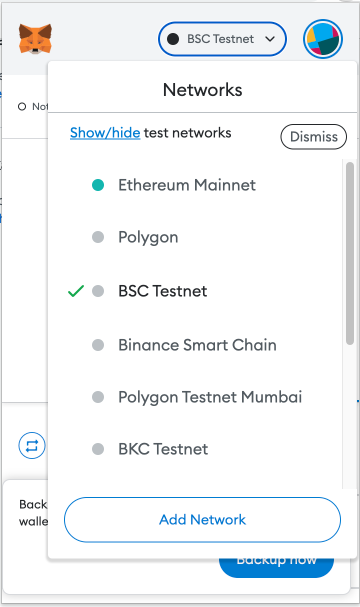 BSC Testnet
Networks
Not
Show/hide test networks
Dismiss
Ethereum Mainnet
Polygon
BSC Testnet
Binance Smart Chain
Polygon Testnet Mumbai
BKC Testnet
Back
walle
Add Network
Backup now